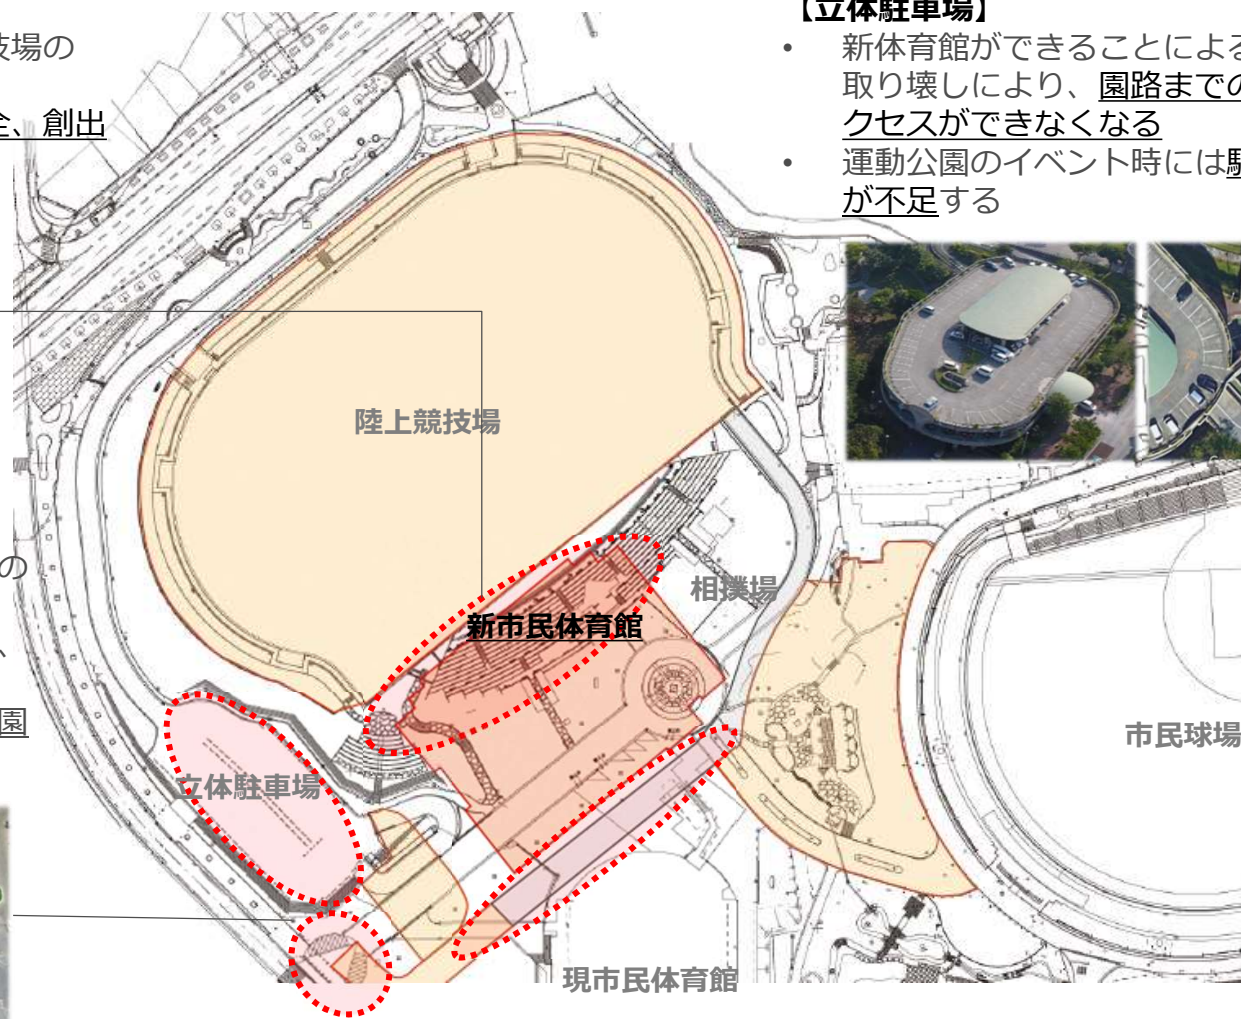 【立体駐車場】
技場の
・ 新体育館ができることによる
取り壊しにより、園路までの
全、創出
クセスができなくなる
・ 運動公園のイベント時には駐
が不足する
陸上競技場
の
相撲場
新市民体育館
、
園
市民球場
立体駐車場
現市民体育館